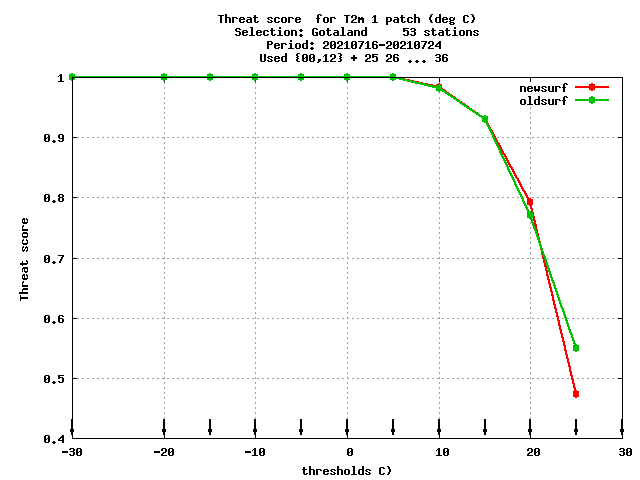 Threat score  for T2m 1 patch (deg C)
Selection: Gotaland     53 stations
Period: 20210716-20210724
Used {00,12} + 25 26 ... 36
newsurf
oldsurf
1
0.9
0.8
0.7
0.6
0.5
0.4
Threat score
-30 -20 -10 0 10 20 30
thresholds C)